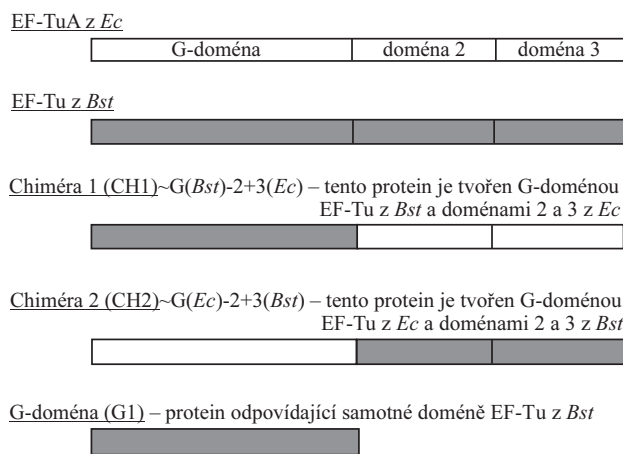 EF-TuA z Ec
G-doména doména 2 doména 3
EF-Tu z Bst
Chiméra 1 (CH1)~G(Bst)-2+3(Ec) – tento protein je tvořen G-doménou
EF-Tu z Bst a doménami 2 a 3 z Ec
Chiméra 2 (CH2)~G(Ec)-2+3(Bst) – tento protein je tvořen G-doménou
EF-Tu z Ec a doménami 2 a 3 z Bst
G-doména (G1) – protein odpovídající samotné doméně EF-Tu z Bst